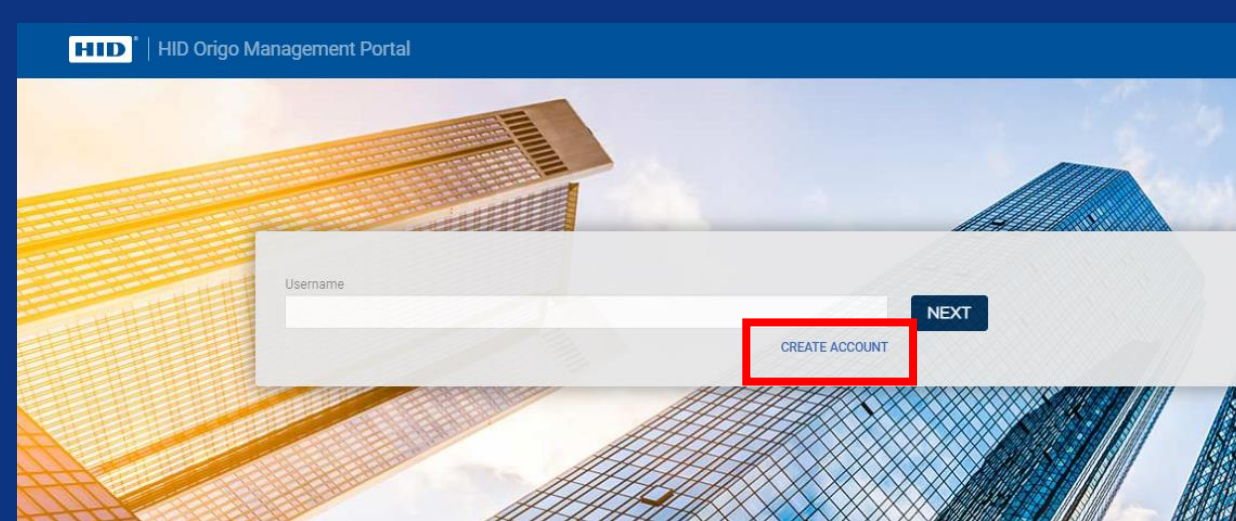 HID® | HID Origo Management Portal
Username
NEXT
CREATE ACCOUNT